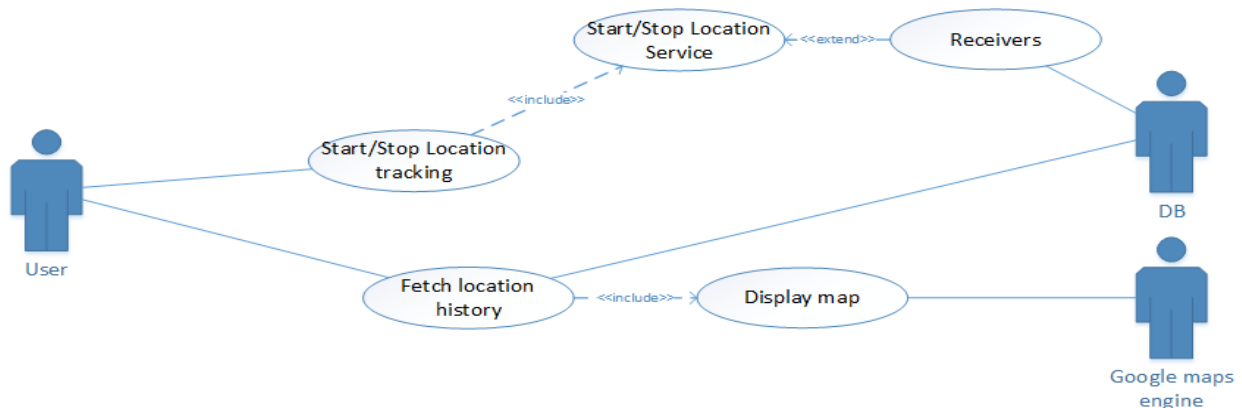 Start/Stop Location
Service
<<extend>>
Receivers
<<include>>
Start/Stop Location
tracking
User
DB
Fetch location
history
<<include>>
Display map
Google maps
engine